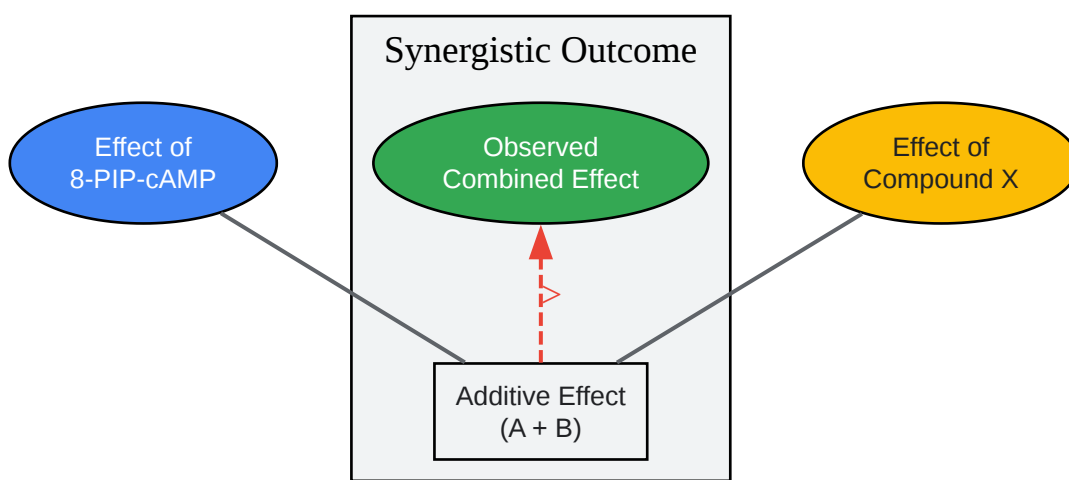 Synergistic Outcome
Effect of
8-PIP-cAMP
Observed
Combined Effect
Effect of
Compound X
>
Additive Effect
(A + B)